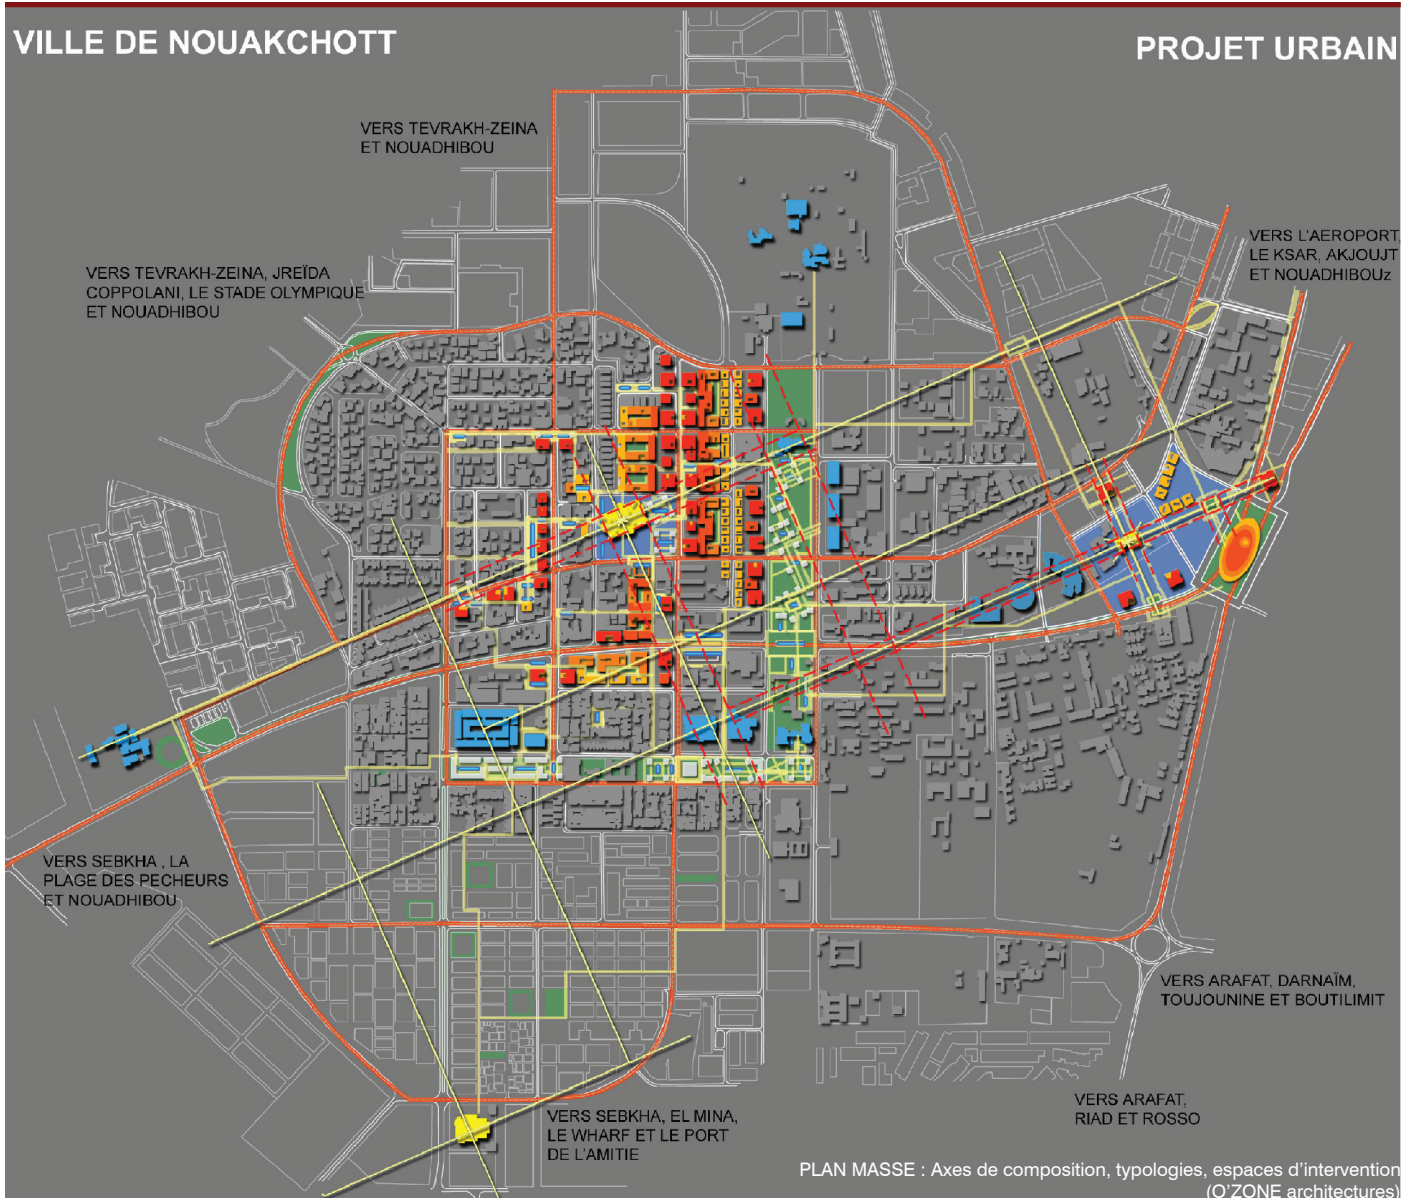 VILLE DE NOUAKCHOTT
PROJET URBAIN
VERS TEVRAKH-ZEINA
ET NOUADHIBOU
VERS L'AEROPORT,
LE KSAR, AKJOUJT
ET NOUADHIBOUz
VERS TEVRAKH-ZEINA, JREÏDA
COPPOLANI, LE STADE OLYMPIQUE
ET NOUADHIBOU
VERS SEBKHA , LA
PLAGE DES PECHEURS
ET NOUADHIBOU
VERS ARAFAT, DARNAÏM,
TOUJOUNINE ET BOUTILIMIT
VERS ARAFAT,
RIAD ET ROSSO
VERS SEBKHA, EL MINA,
LE WHARF ET LE PORT
DE L'AMITIE
PLAN MASSE : Axes de composition, typologies, espaces d'intervention
(O'ZONE architectures)